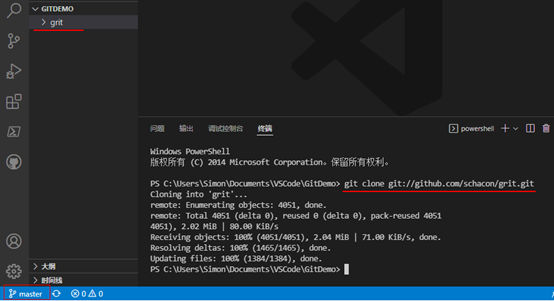 GITDEMO
grit
问题 输出 调试控制台 终端 powershell
Windows PowerShell
版权所有 (C) 2014 Microsoft Corporation。保留所有权利。
PS C:\Users\Simon\Documents\VSCode\GitDemo> git clone git://github.com/schacon/grit.git
Cloning into 'grit'...
remote: Enumerating objects: 4051, done.
remote: Total 4051 (delta 0), reused 0 (delta 0), pack-reused 4051
4051), 2.02 MiB | 80.00 KiB/s
Receiving objects: 100% (4051/4051), 2.04 MiB | 71.00 KiB/s, done.
Resolving deltas: 100% (1465/1465), done.
Updating files: 100% (1384/1384), done.
PS C:\Users\Simon\Documents\VSCode\GitDemo>
大纲
时间线
master 0 0